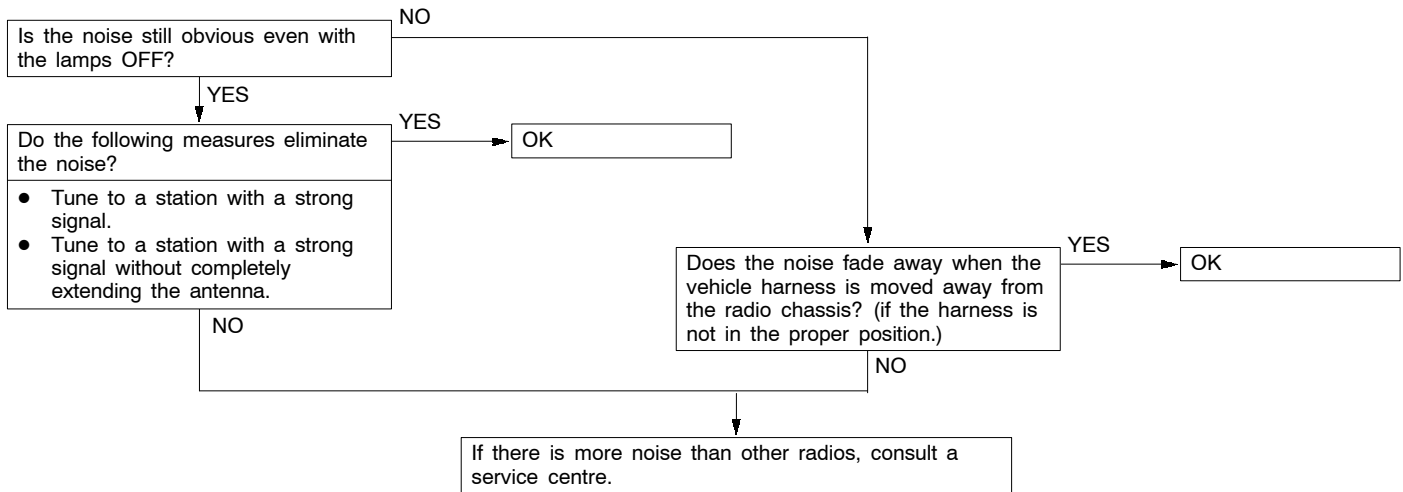 NO
Is the noise still obvious even with
the lamps OFF?
YES
Do the following measures eliminate
the noise?
YES
OK
● Tune to a station with a strong
signal.
● Tune to a station with a strong
signal without completely
extending the antenna.
NO
Does the noise fade away when the
vehicle harness is moved away from
the radio chassis? (if the harness is
not in the proper position.)
YES
OK
NO
If there is more noise than other radios, consult a
service centre.